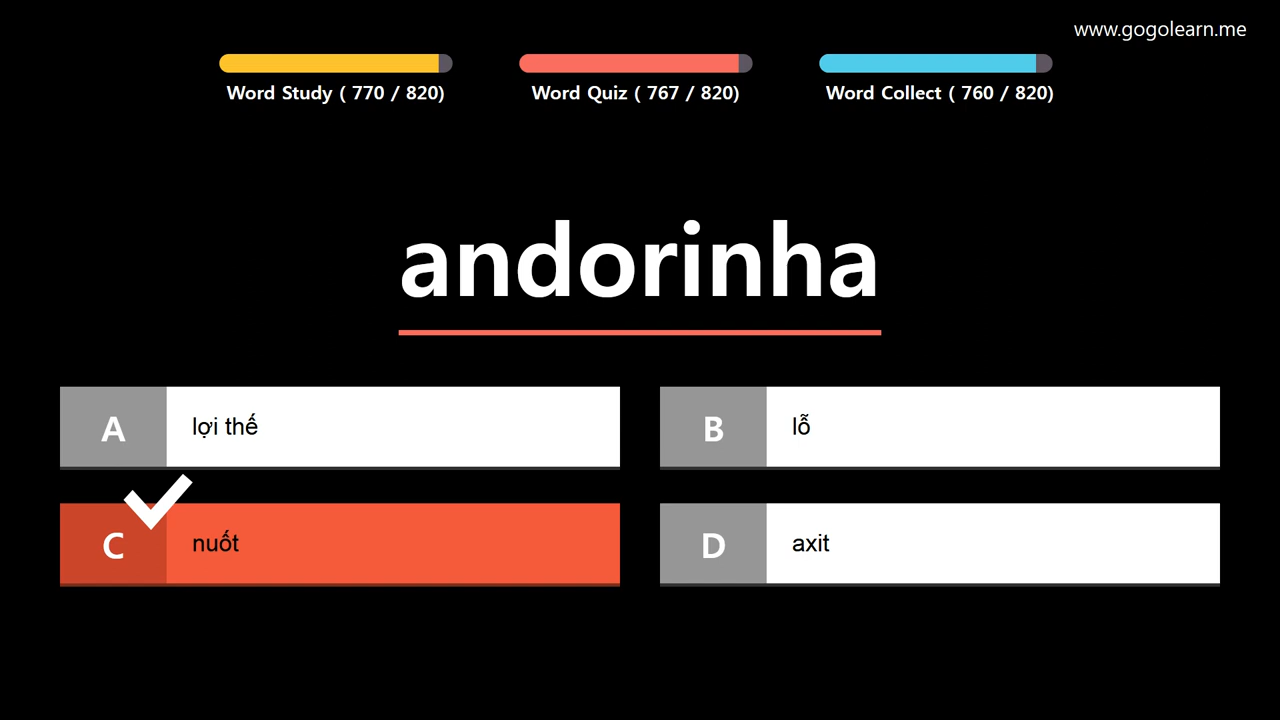 www.gogolearn.me
Word Study ( 770 / 820)
Word Quiz ( 767 / 820)
Word Collect ( 760 / 820)
andorinha
A lợi thế
B lỗ
C nuốt
D axit